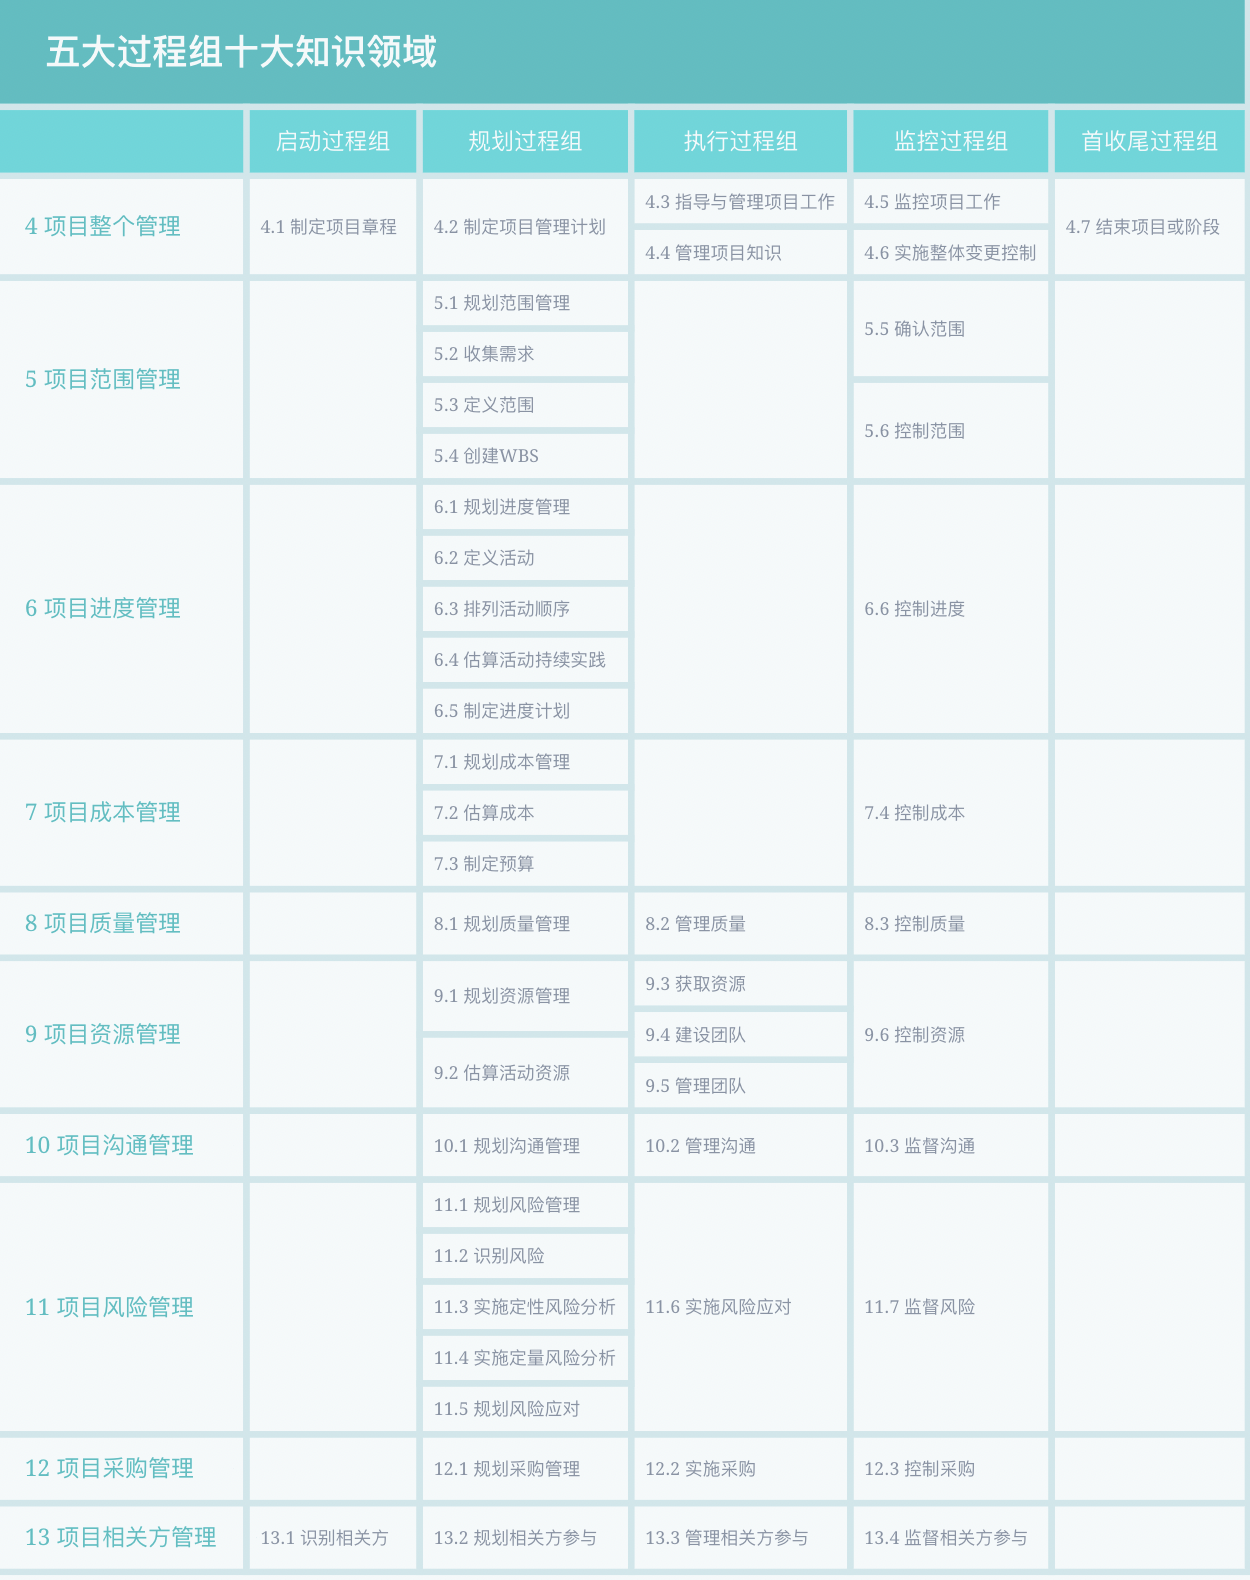 五大过程组十大知识领域
启动过程组
规划过程组
执行过程组
监控过程组
首收尾过程组
4 项目整个管理
4.1 制定项目章程
4.2 制定项目管理计划
4.3 指导与管理项目工作
4.4 管理项目知识
4.5 监控项目工作
4.6 实施整体变更控制
4.7 结束项目或阶段
5 项目范围管理
5.1 规划范围管理
5.2 收集需求
5.3 定义范围
5.4 创建WBS
5.5 确认范围
5.6 控制范围
6 项目进度管理
6.1 规划进度管理
6.2 定义活动
6.3 排列活动顺序
6.4 估算活动持续实践
6.5 制定进度计划
6.6 控制进度
7 项目成本管理
7.1 规划成本管理
7.2 估算成本
7.3 制定预算
7.4 控制成本
8 项目质量管理
8.1 规划质量管理
8.2 管理质量
8.3 控制质量
9 项目资源管理
9.1 规划资源管理
9.2 估算活动资源
9.3 获取资源
9.4 建设团队
9.5 管理团队
9.6 控制资源
10 项目沟通管理
10.1 规划沟通管理
10.2 管理沟通
10.3 监督沟通
11 项目风险管理
11.1 规划风险管理
11.2 识别风险
11.3 实施定性风险分析
11.4 实施定量风险分析
11.5 规划风险应对
11.6 实施风险应对
11.7 监督风险
12 项目采购管理
12.1 规划采购管理
12.2 实施采购
12.3 控制采购
13 项目相关方管理
13.1 识别相关方
13.2 规划相关方参与
13.3 管理相关方参与
13.4 监督相关方参与